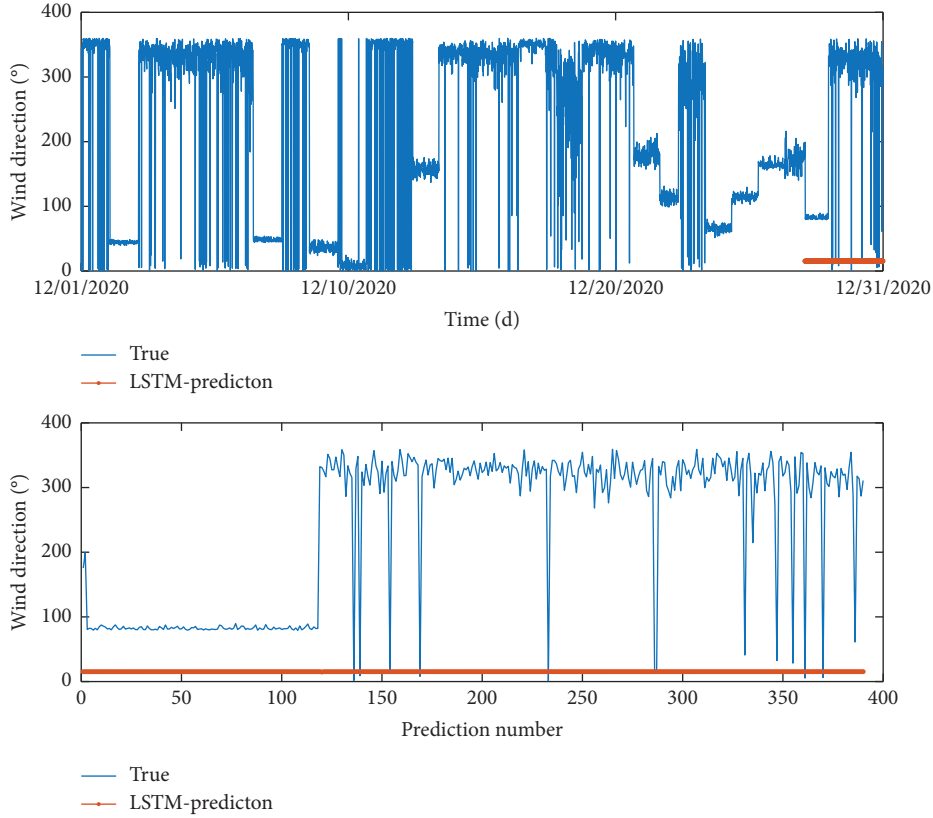 400
300
200
100
0
Wind direction (°)
12/01/2020 12/10/2020 12/20/2020 12/31/2020
Time (d)
True
LSTM-predicton
400
300
200
100
0
Wind direction (°)
0 50 100 150 200 250 300 350 400
Prediction number
True
LSTM-predicton